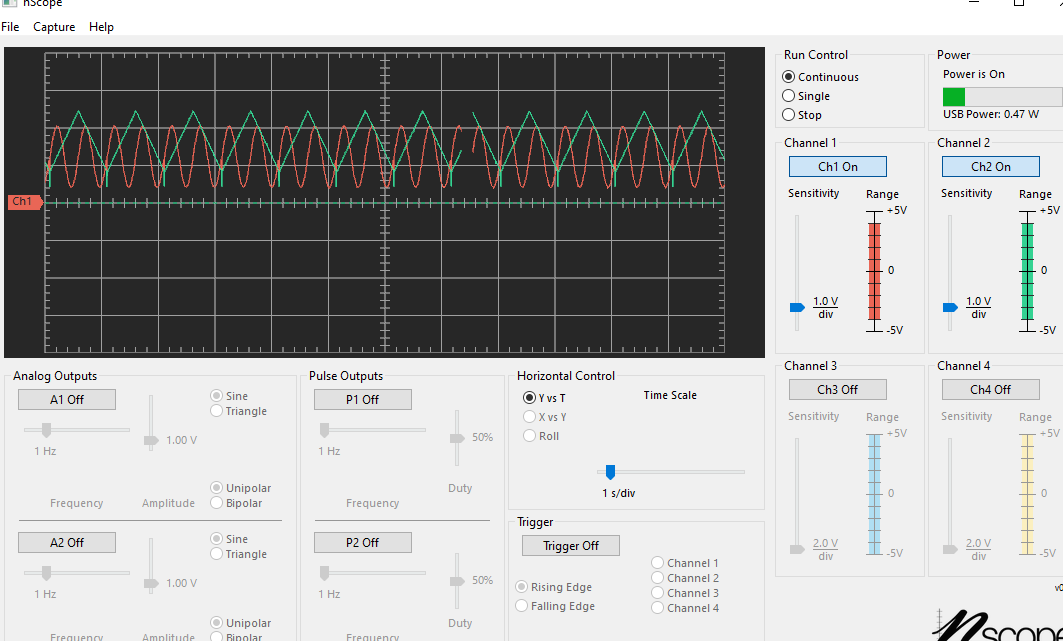 nScope
File Capture Help
Ch1
Run Control
Continuous
Single
Stop
Power
Power is On
USB Power: 0.47 W
Channel 1
Ch1 On
Sensitivity Range
+5V
0
-5V
1.0 V
div
Channel 2
Ch2 On
Sensitivity Range
+5V
0
-5V
1.0 V
div
Analog Outputs
A1 Off
Sine
Triangle
1.00 V
1 Hz
Unipolar
Bipolar
Frequency Amplitude
A2 Off
Sine
Triangle
1.00 V
1 Hz
Unipolar
Bipolar
Frequency Amplitude
Pulse Outputs
P1 Off
50%
1 Hz
Duty
Frequency
P2 Off
50%
1 Hz
Duty
Frequency
Horizontal Control
Y vs T
X vs Y
Roll
Time Scale
1 s/div
Trigger
Trigger Off
Rising Edge
Falling Edge
Channel 1
Channel 2
Channel 3
Channel 4
Channel 3
Ch3 Off
Sensitivity Range
+5V
0
-5V
2.0 V
div
Channel 4
Ch4 Off
Sensitivity Range
+5V
0
-5V
2.0 V
div
nscope